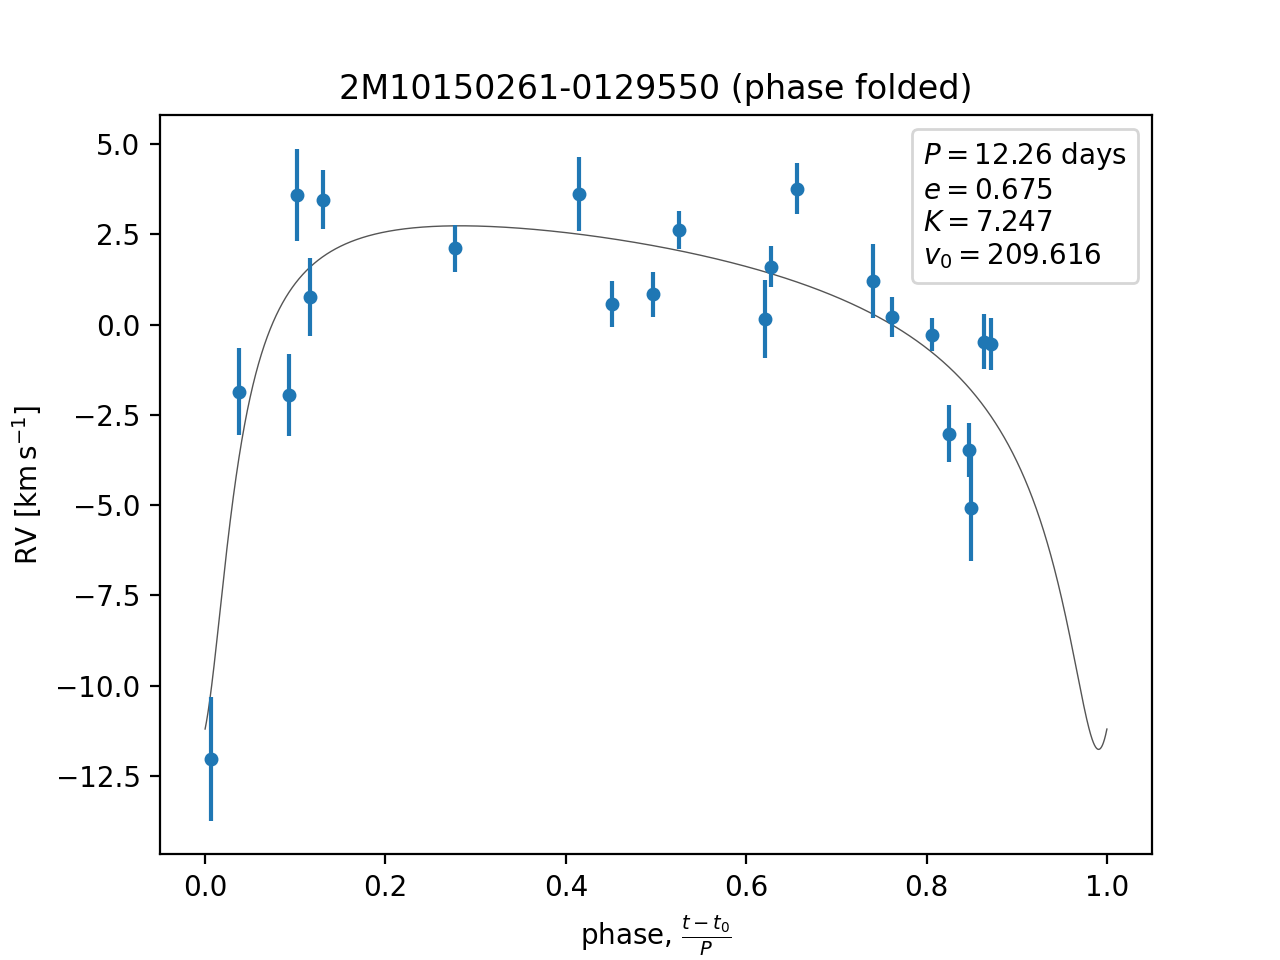 2M10150261-0129550 (phase folded)
P = 12.26 days
e = 0.675
K = 7.247
v₀ = 209.616
RV [km s⁻¹]
5.0
2.5
0.0
−2.5
−5.0
−7.5
−10.0
−12.5
0.0 0.2 0.4 0.6 0.8 1.0
phase, (t − t₀)/P